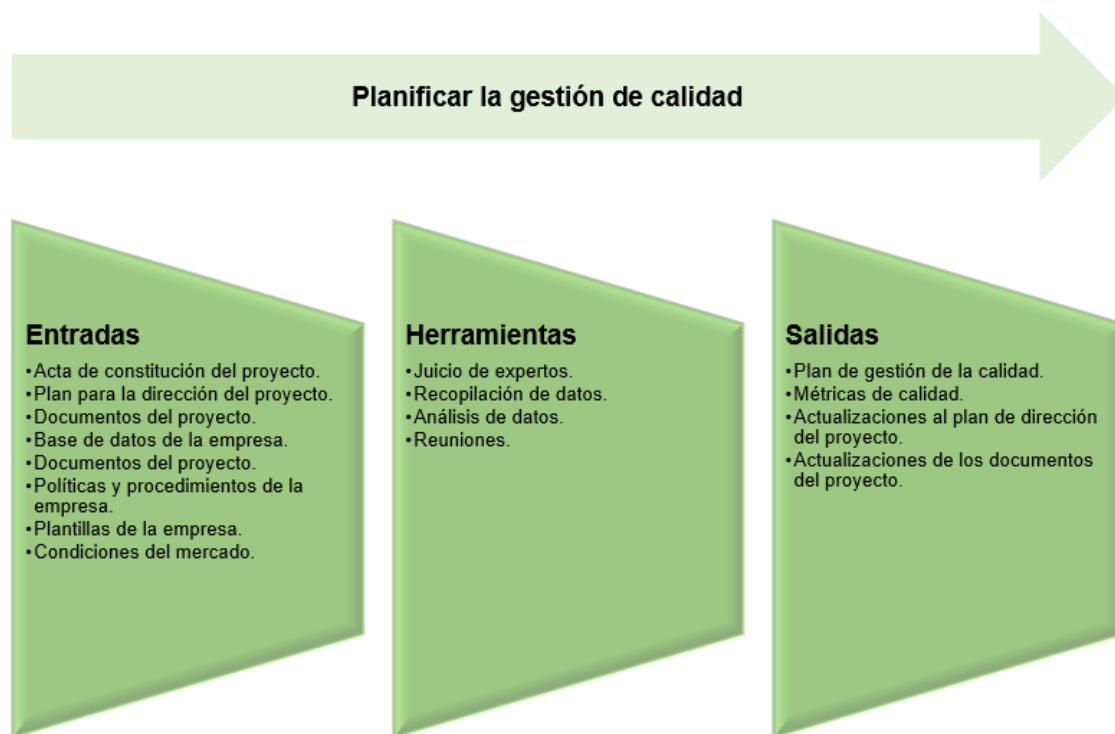 Planificar la gestión de calidad
Entradas
•Acta de constitución del proyecto.
•Plan para la dirección del proyecto.
•Documentos del proyecto.
•Base de datos de la empresa.
•Documentos del proyecto.
•Políticas y procedimientos de la
empresa.
•Plantillas de la empresa.
•Condiciones del mercado.
Herramientas
•Juicio de expertos.
•Recopilación de datos.
•Análisis de datos.
•Reuniones.
Salidas
•Plan de gestión de la calidad.
•Métricas de calidad.
•Actualizaciones al plan de dirección
del proyecto.
•Actualizaciones de los documentos
del proyecto.